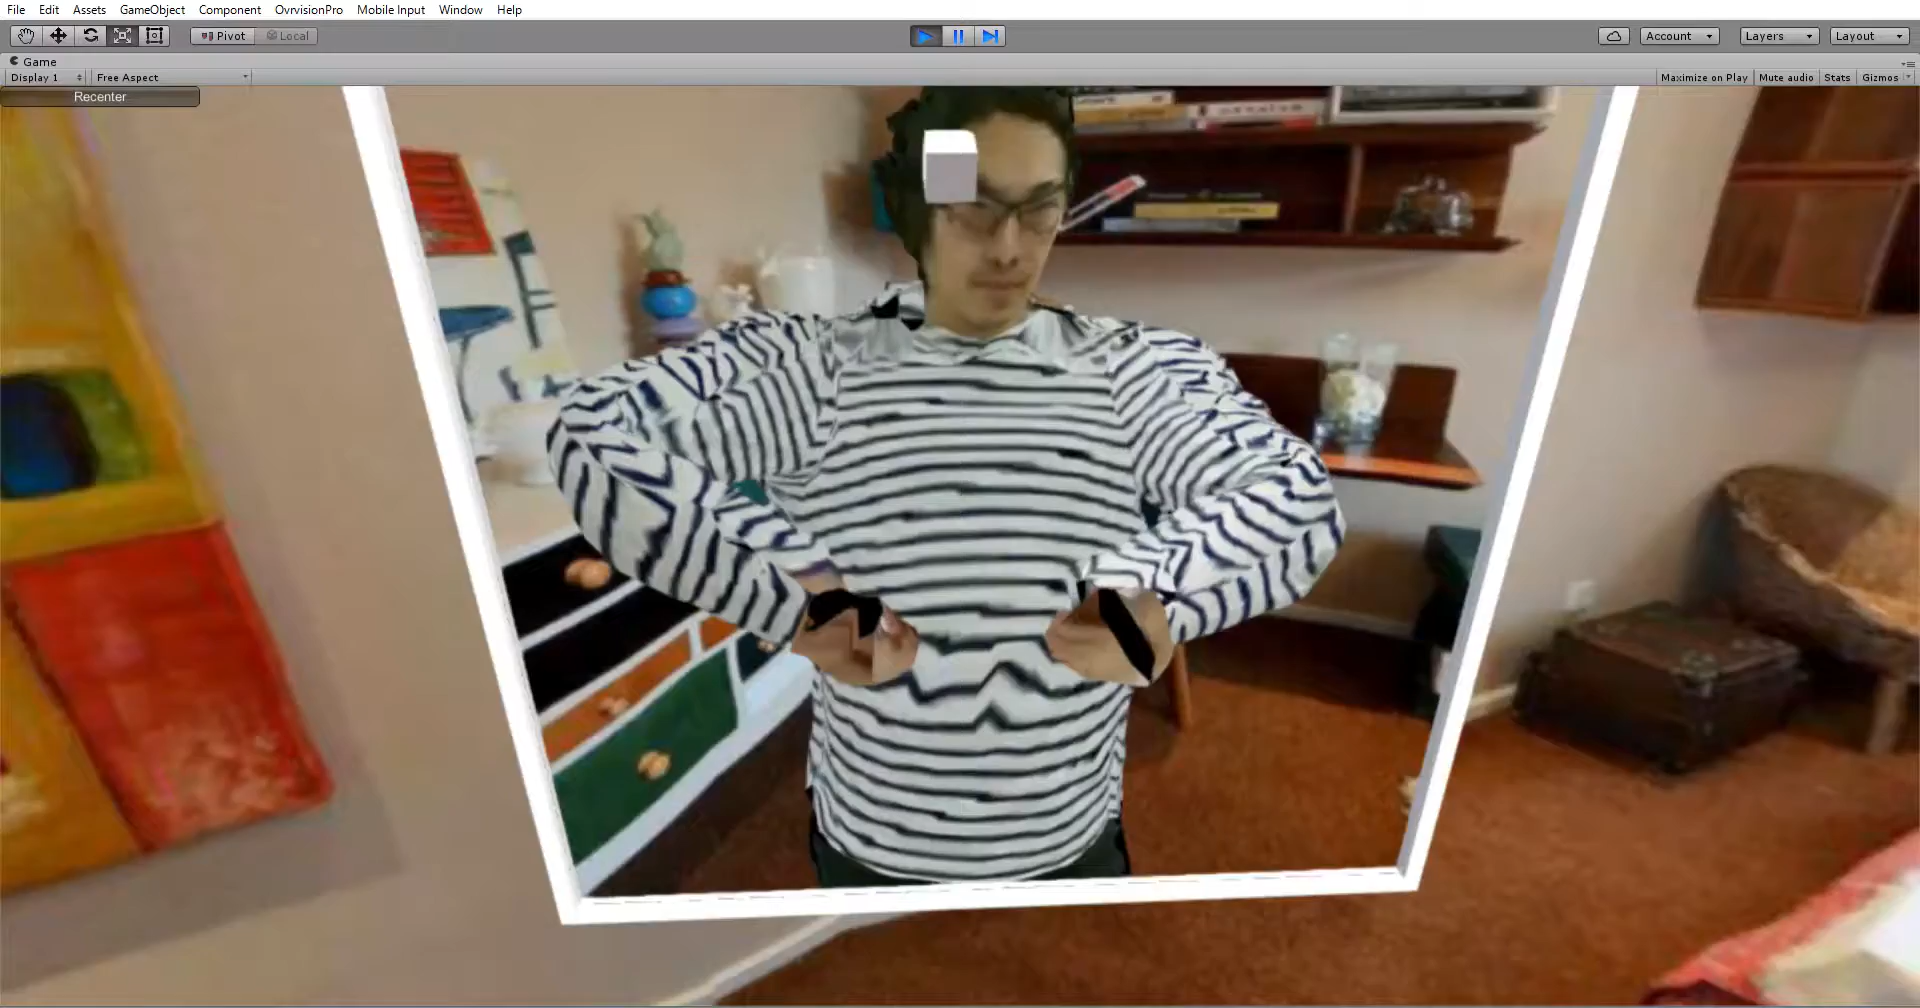 File Edit Assets GameObject Component OvrvisionPro Mobile Input Window Help
Pivot Local Account Layers Layout
Game
Display 1 Free Aspect Maximize on Play Mute audio Stats Gizmos
Recenter